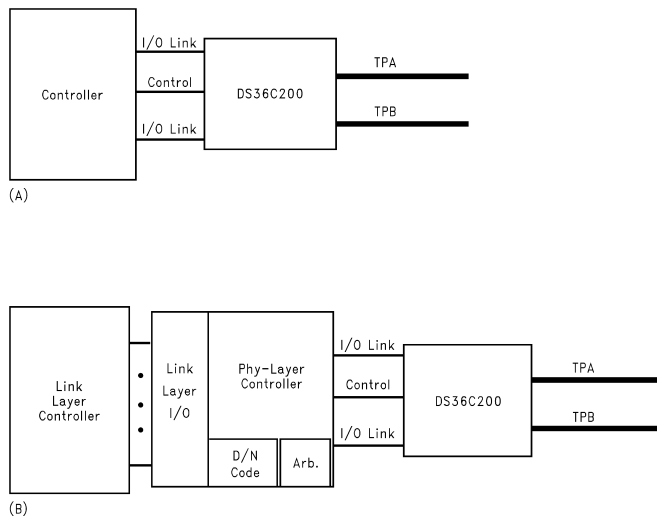 I/O Link
Controller
Control
I/O Link
DS36C200
TPA
TPB
(A)
Link
Layer
Controller
Link
Layer
I/O
Phy-Layer
Controller
D/N
Code
Arb.
I/O Link
Control
I/O Link
DS36C200
TPA
TPB
(B)